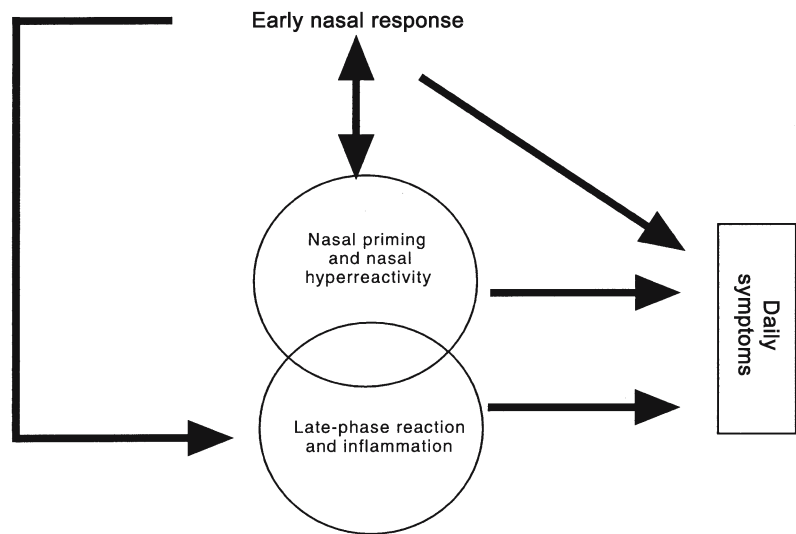 Early nasal response
Nasal priming
and nasal
hyperreactivity
Daily
symptoms
Late-phase reaction
and inflammation